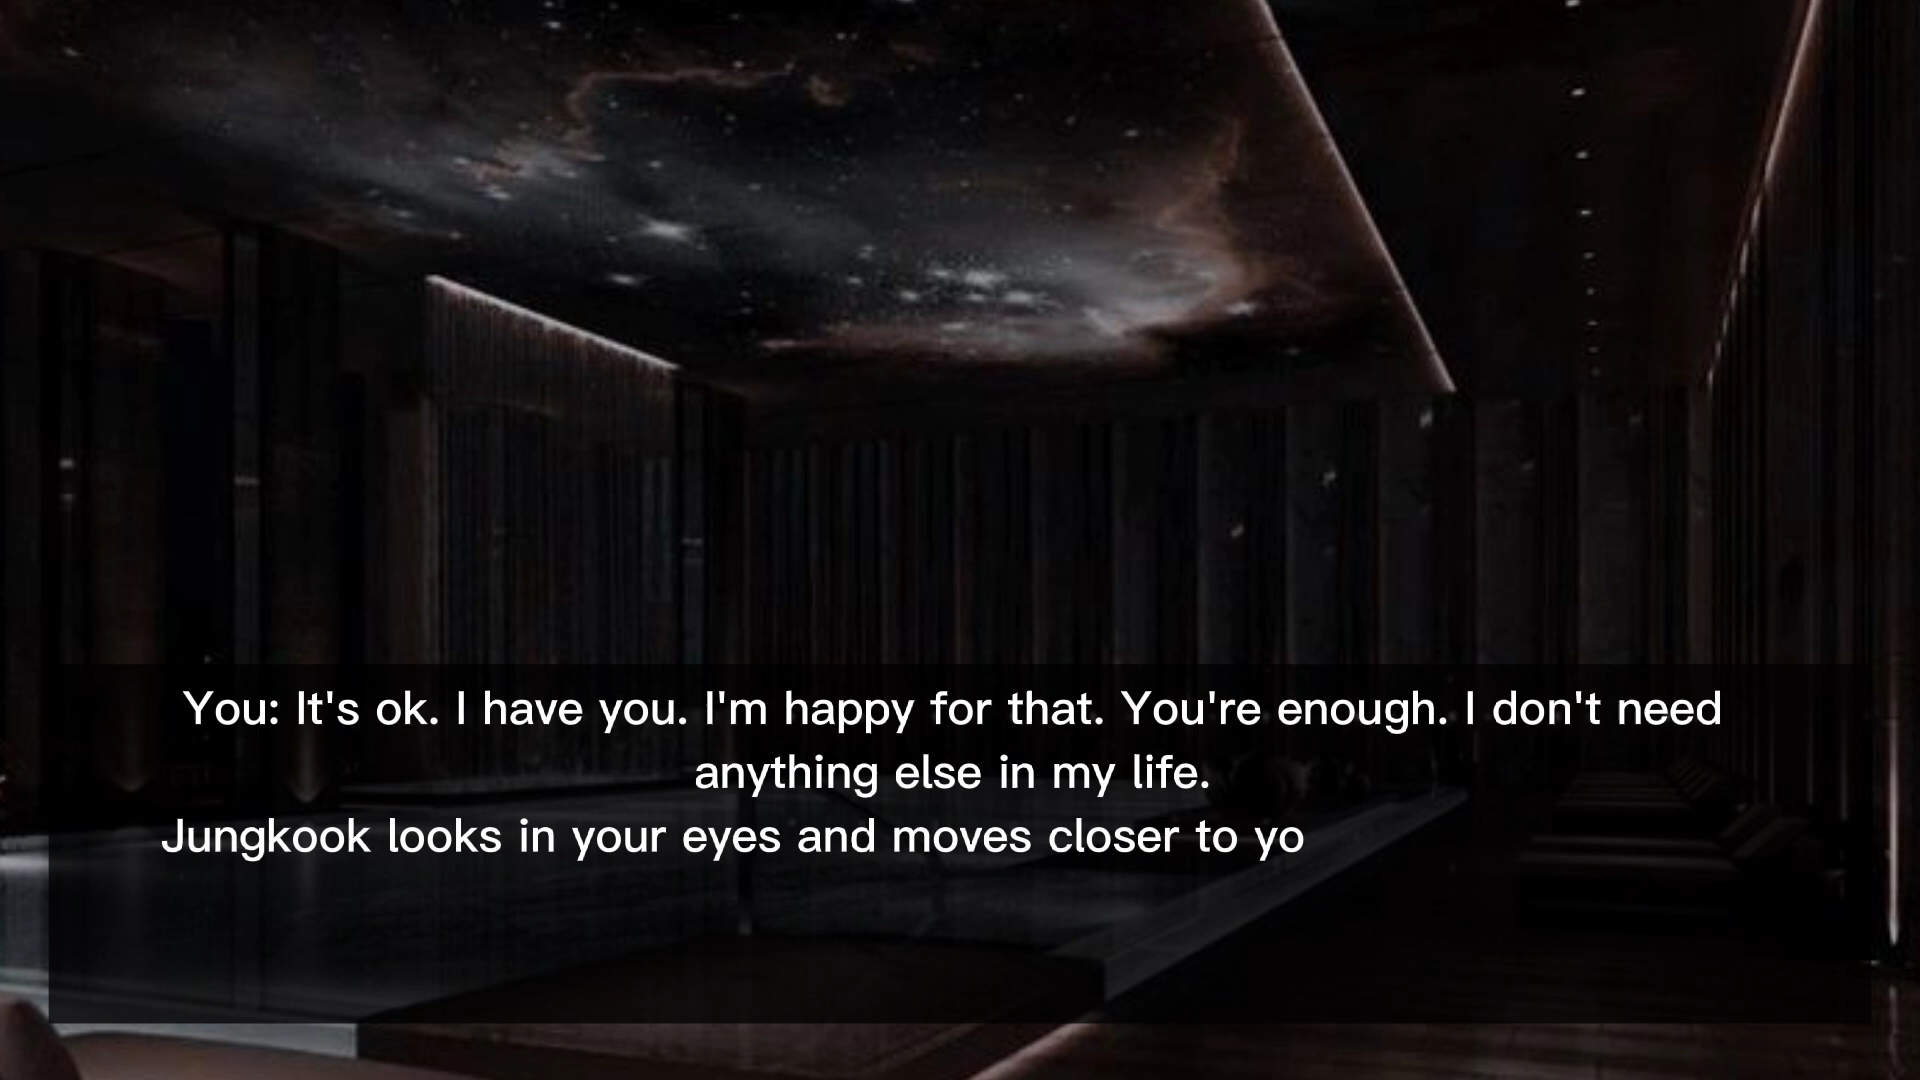 You: It's ok. I have you. I'm happy for that. You're enough. I don't need
anything else in my life.
Jungkook looks in your eyes and moves closer to yo